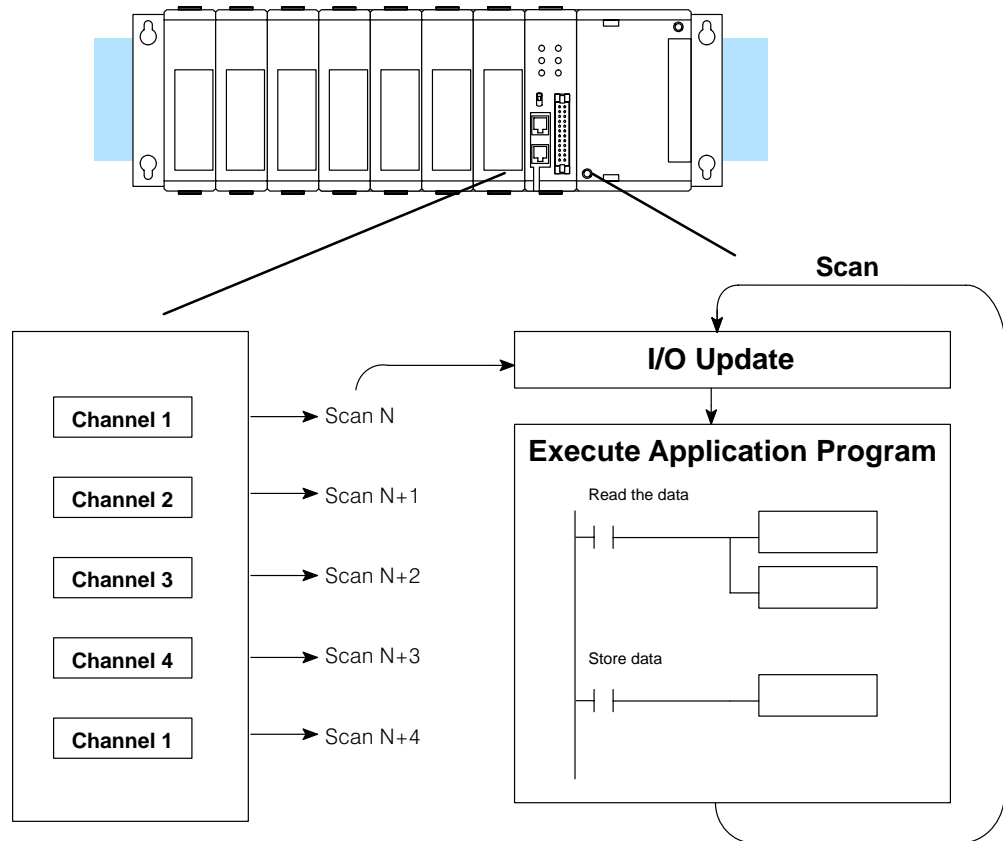 Scan
I/O Update
Channel 1
Scan N
Execute Application Program
Read the data
Channel 2
Scan N+1
Channel 3
Scan N+2
Channel 4
Scan N+3
Store data
Channel 1
Scan N+4